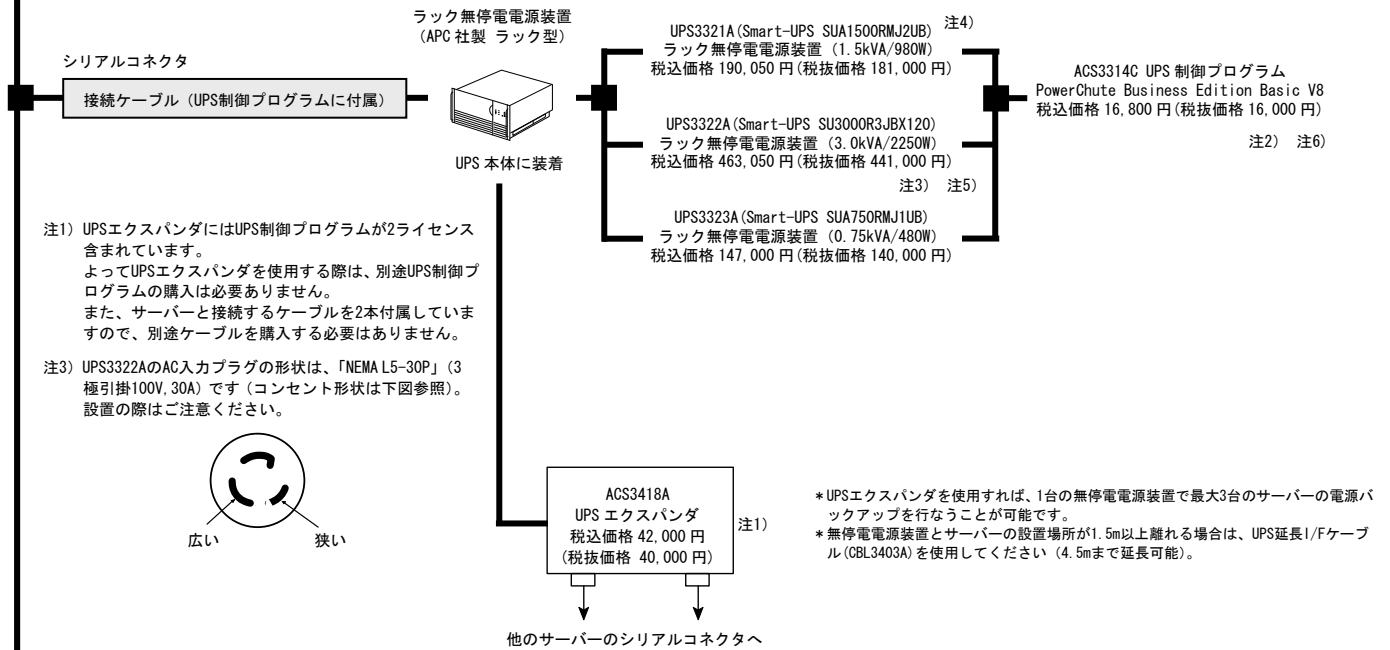 シリアルコネクタ
接続ケーブル（UPS制御プログラムに付属）
ラック無停電電源装置
（APC社製 ラック型）
UPS 本体に装着
UPS3321A(Smart-UPS SUA1500RMJ2UB) 注4)
ラック無停電電源装置（1.5kVA/980W）
税込価格 190,050 円(税抜価格 181,000 円)
UPS3322A(Smart-UPS SU3000R3JBX120)
ラック無停電電源装置（3.0kVA/2250W）
税込価格 463,050 円(税抜価格 441,000 円)
注3) 注5)
UPS3323A(Smart-UPS SUA750RMJ1UB)
ラック無停電電源装置（0.75kVA/480W）
税込価格 147,000 円(税抜価格 140,000 円)
ACS3314C UPS 制御プログラム
PowerChute Business Edition Basic V8
税込価格 16,800 円(税抜価格 16,000 円)
注2) 注6)
注1) UPSエクスパンダにはUPS制御プログラムが2ライセンス
含まれています。
よってUPSエクスパンダを使用する際は、別途UPS制御プ
ログラムの購入は必要ありません。
また、サーバーと接続するケーブルを2本付属していま
すので、別途ケーブルを購入する必要はありません。
注3) UPS3322AのAC入力プラグの形状は、「NEMA L5-30P」（3
極引掛100V,30A）です（コンセント形状は下図参照）。
設置の際はご注意ください。
広い 狭い
ACS3418A
UPS エクスパンダ
税込価格 42,000 円
(税抜価格 40,000 円)
注1)
他のサーバーのシリアルコネクタへ
＊UPSエクスパンダを使用すれば、1台の無停電電源装置で最大3台のサーバーの電源バ
ックアップを行なうことが可能です。
＊無停電電源装置とサーバーの設置場所が1.5m以上離れる場合は、UPS延長I/Fケーブ
ル(CBL3403A)を使用してください（4.5mまで延長可能）。